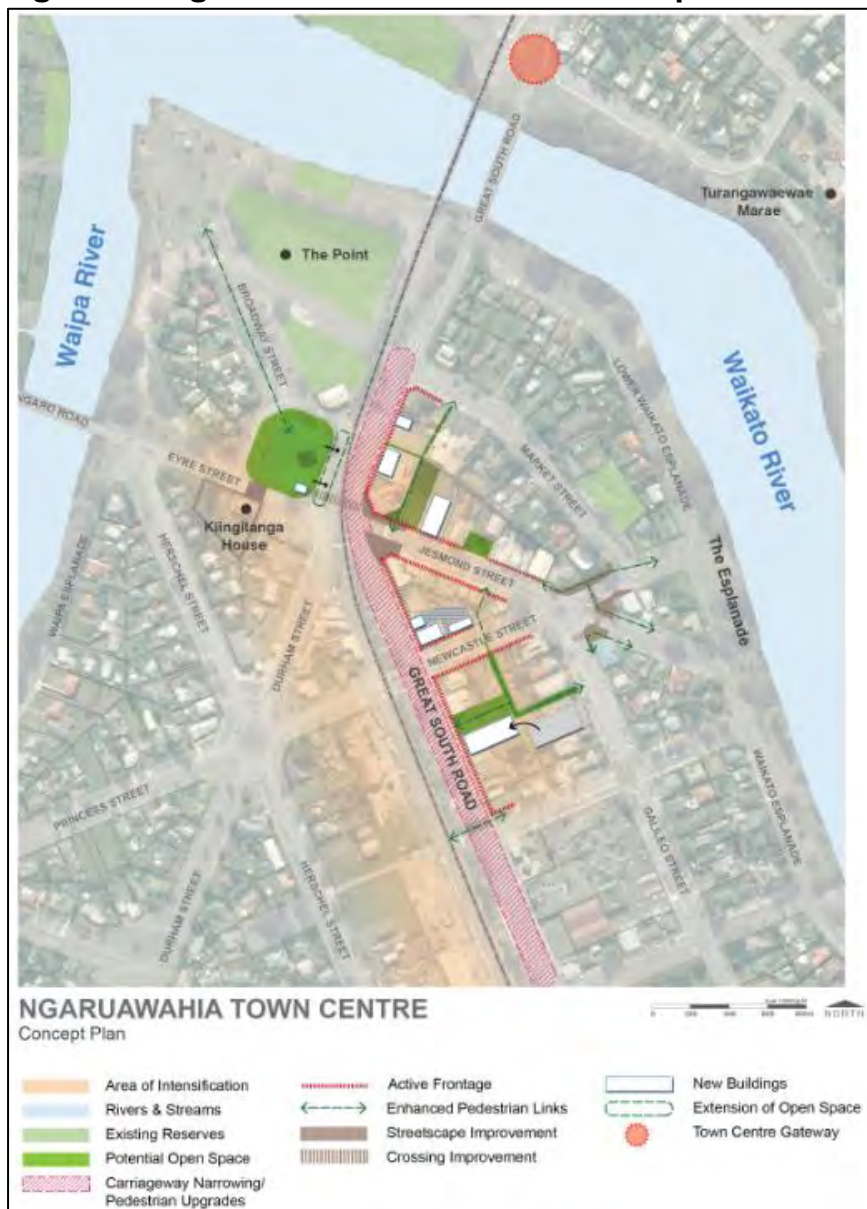 GREAT SOUTH ROAD
Turangawaewae
Marae
The Point
Waipa River
BROADWAY STREET
LOWER WAIKATO ESPLANADE
Waikato River
MARKET STREET
NGARO ROAD
EYRE STREET
Kiingitanga
House
JESMOND STREET
The Esplanade
HERSCHEL STREET
WAIPA ESPLANADE
DURHAM STREET
NEWCASTLE STREET
GREAT SOUTH ROAD
PRINCESS STREET
GALILEO STREET
WAIKATO ESPLANADE
DURHAM STREET
HERSCHEL STREET
NGARUAWAHIA TOWN CENTRE
Concept Plan
NORTH
Area of Intensification
Rivers & Streams
Existing Reserves
Potential Open Space
Carriageway Narrowing/
Pedestrian Upgrades
Active Frontage
Enhanced Pedestrian Links
Streetscape Improvement
Crossing Improvement
New Buildings
Extension of Open Space
Town Centre Gateway